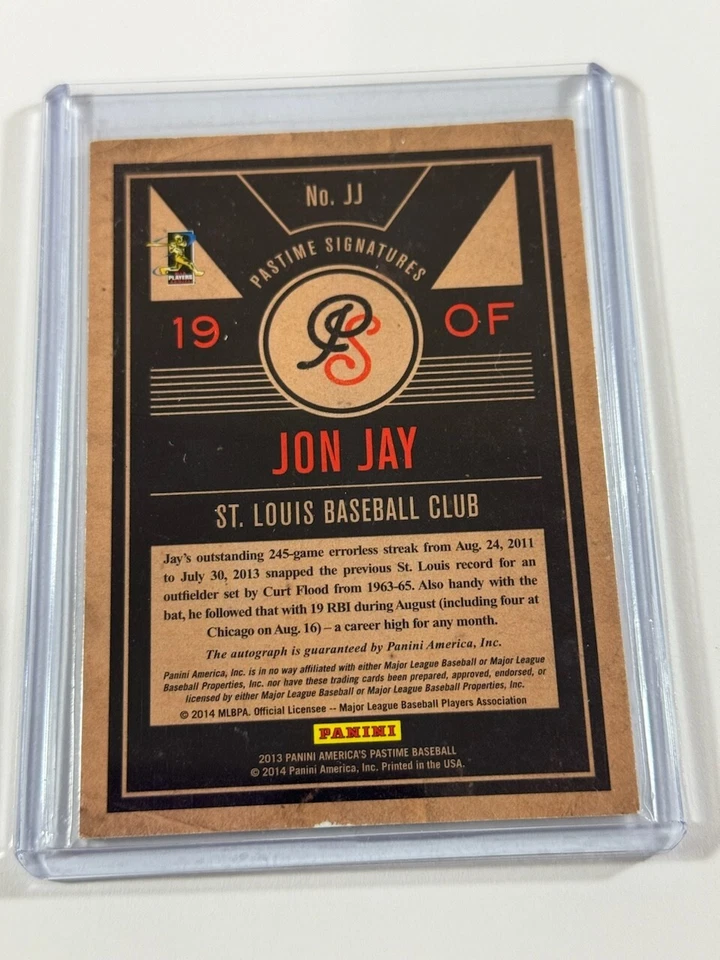 No. JJ
PASTIME SIGNATURES
PLAYERS
19
PS
OF
JON JAY
ST. LOUIS BASEBALL CLUB
Jay's outstanding 245-game errorless streak from Aug. 24, 2011
to July 30, 2013 snapped the previous St. Louis record for an
outfielder set by Curt Flood from 1963-65. Also handy with the
bat, he followed that with 19 RBI during August (including four at
Chicago on Aug. 16) – a career high for any month.
The autograph is guaranteed by Panini America, Inc.
Panini America, Inc. is in no way affiliated with either Major League Baseball or Major League
Baseball Properties, Inc. nor have these trading cards been prepared, approved, endorsed, or
licensed by either Major League Baseball or Major League Baseball Properties, Inc.
© 2014 MLBPA. Official Licensee -- Major League Baseball Players Association
PANINI
2013 PANINI AMERICA'S PASTIME BASEBALL
© 2014 Panini America, Inc. Printed in the USA.